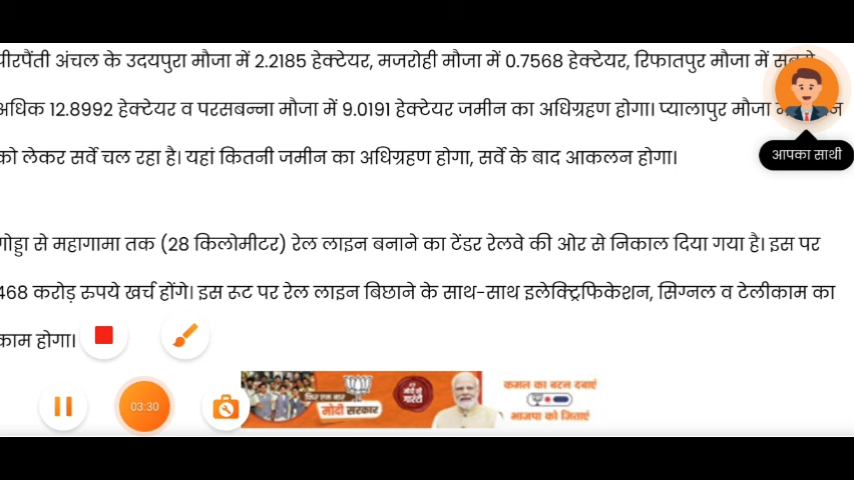 पीरपैंती अंचल के उदयपुरा मौजा में 2.2185 हेक्टेयर, मजरोही मौजा में 0.7568 हेक्टेयर, रिफातपुर मौजा में सबसे
अधिक 12.8992 हेक्टेयर व परसबन्ना मौजा में 9.0191 हेक्टेयर जमीन का अधिग्रहण होगा। प्यालापुर मौजा
को लेकर सर्वे चल रहा है। यहां कितनी जमीन का अधिग्रहण होगा, सर्वे के बाद आकलन होगा।
आपका साथी
गोड्डा से महागामा तक (28 किलोमीटर) रेल लाइन बनाने का टेंडर रेलवे की ओर से निकाल दिया गया है। इस पर
468 करोड़ रुपये खर्च होंगे। इस रूट पर रेल लाइन बिछाने के साथ-साथ इलेक्ट्रिफिकेशन, सिग्नल व टेलीकाम का
काम होगा।
03:30
फिर एक बार
मोदी सरकार
मोदी की
गारंटी
कमल का बटन दबाएं
भाजपा को जिताएं